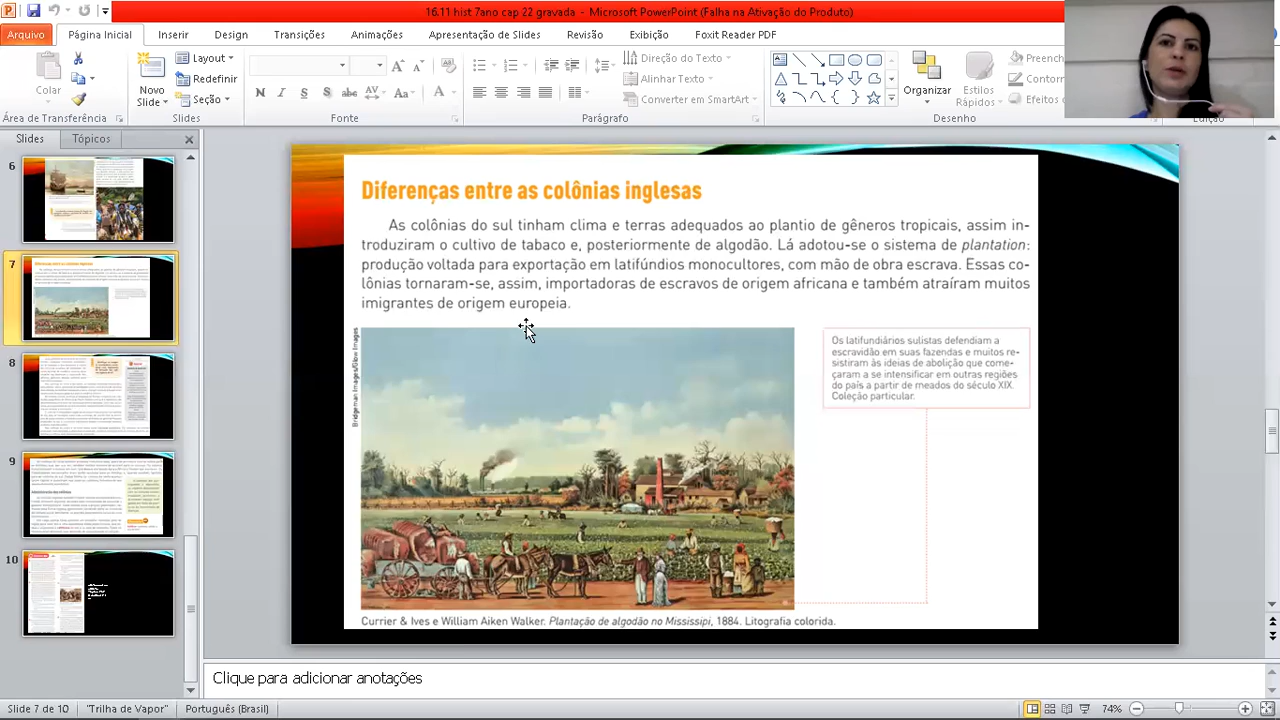 16.11 hist 7ano cap 22 gravada - Microsoft PowerPoint (Falha na Ativação do Produto)
Arquivo
Página Inicial
Inserir
Design
Transições
Animações
Apresentação de Slides
Revisão
Exibição
Foxit Reader PDF
Colar
Novo
Slide
Layout
Redefinir
Seção
Direção do Texto
Alinhar Texto
Converter em SmartArt
Organizar
Estilos
Rápidos
Preench
Contorn
Efeitos
Área de Transferência
Slides
Fonte
Parágrafo
Desenho
Edição
Slides
Tópicos
6
7
8
9
10
Diferenças entre as colônias inglesas
As colônias do sul tinham clima e terras adequados ao plantio de gêneros tropicais, assim in-
troduziram o cultivo de tabaco e, posteriormente de algodão. Lá adotou-se o sistema de plantation:
produção voltada à exportação em latifúndios monocultores com mão de obra escrava. Essas co-
lônias tornaram-se, assim, importadoras de escravos de origem africana e também atraíram muitos
imigrantes de origem europeia.
Bridgeman Images/Glow Images
Os latifundiários sulistas defendiam a
escravidão em suas fazendas e muitos re-
sistiram às ideias de abolição que come-
çaram a se intensificar em outras regiões
do país a partir de meados do século XIX.
Coleção particular.
Currier & Ives e William Aiken Walker. Plantação de algodão no Mississipi, 1884. Litografia colorida.
Clique para adicionar anotações
Slide 7 de 10
"Trilha de Vapor"
Português (Brasil)
74%